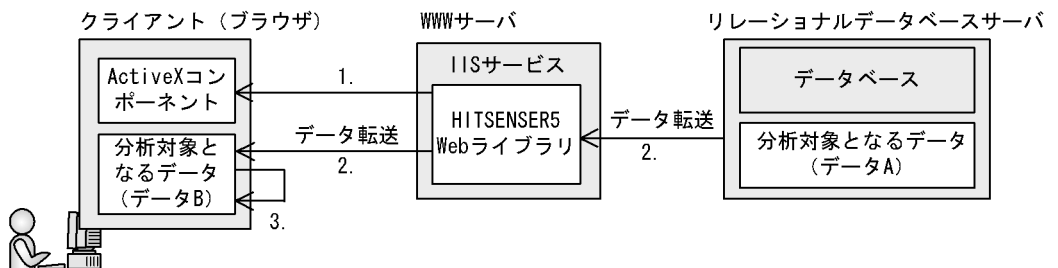 クライアント（ブラウザ）
WWWサーバ
リレーショナルデータベースサーバ
ActiveXコン
ポーネント
1.
IISサービス
データベース
HITSENSER5
Webライブラリ
データ転送
2.
データ転送
2.
分析対象と
なるデータ
(データB)
3.
分析対象となるデータ
(データA)